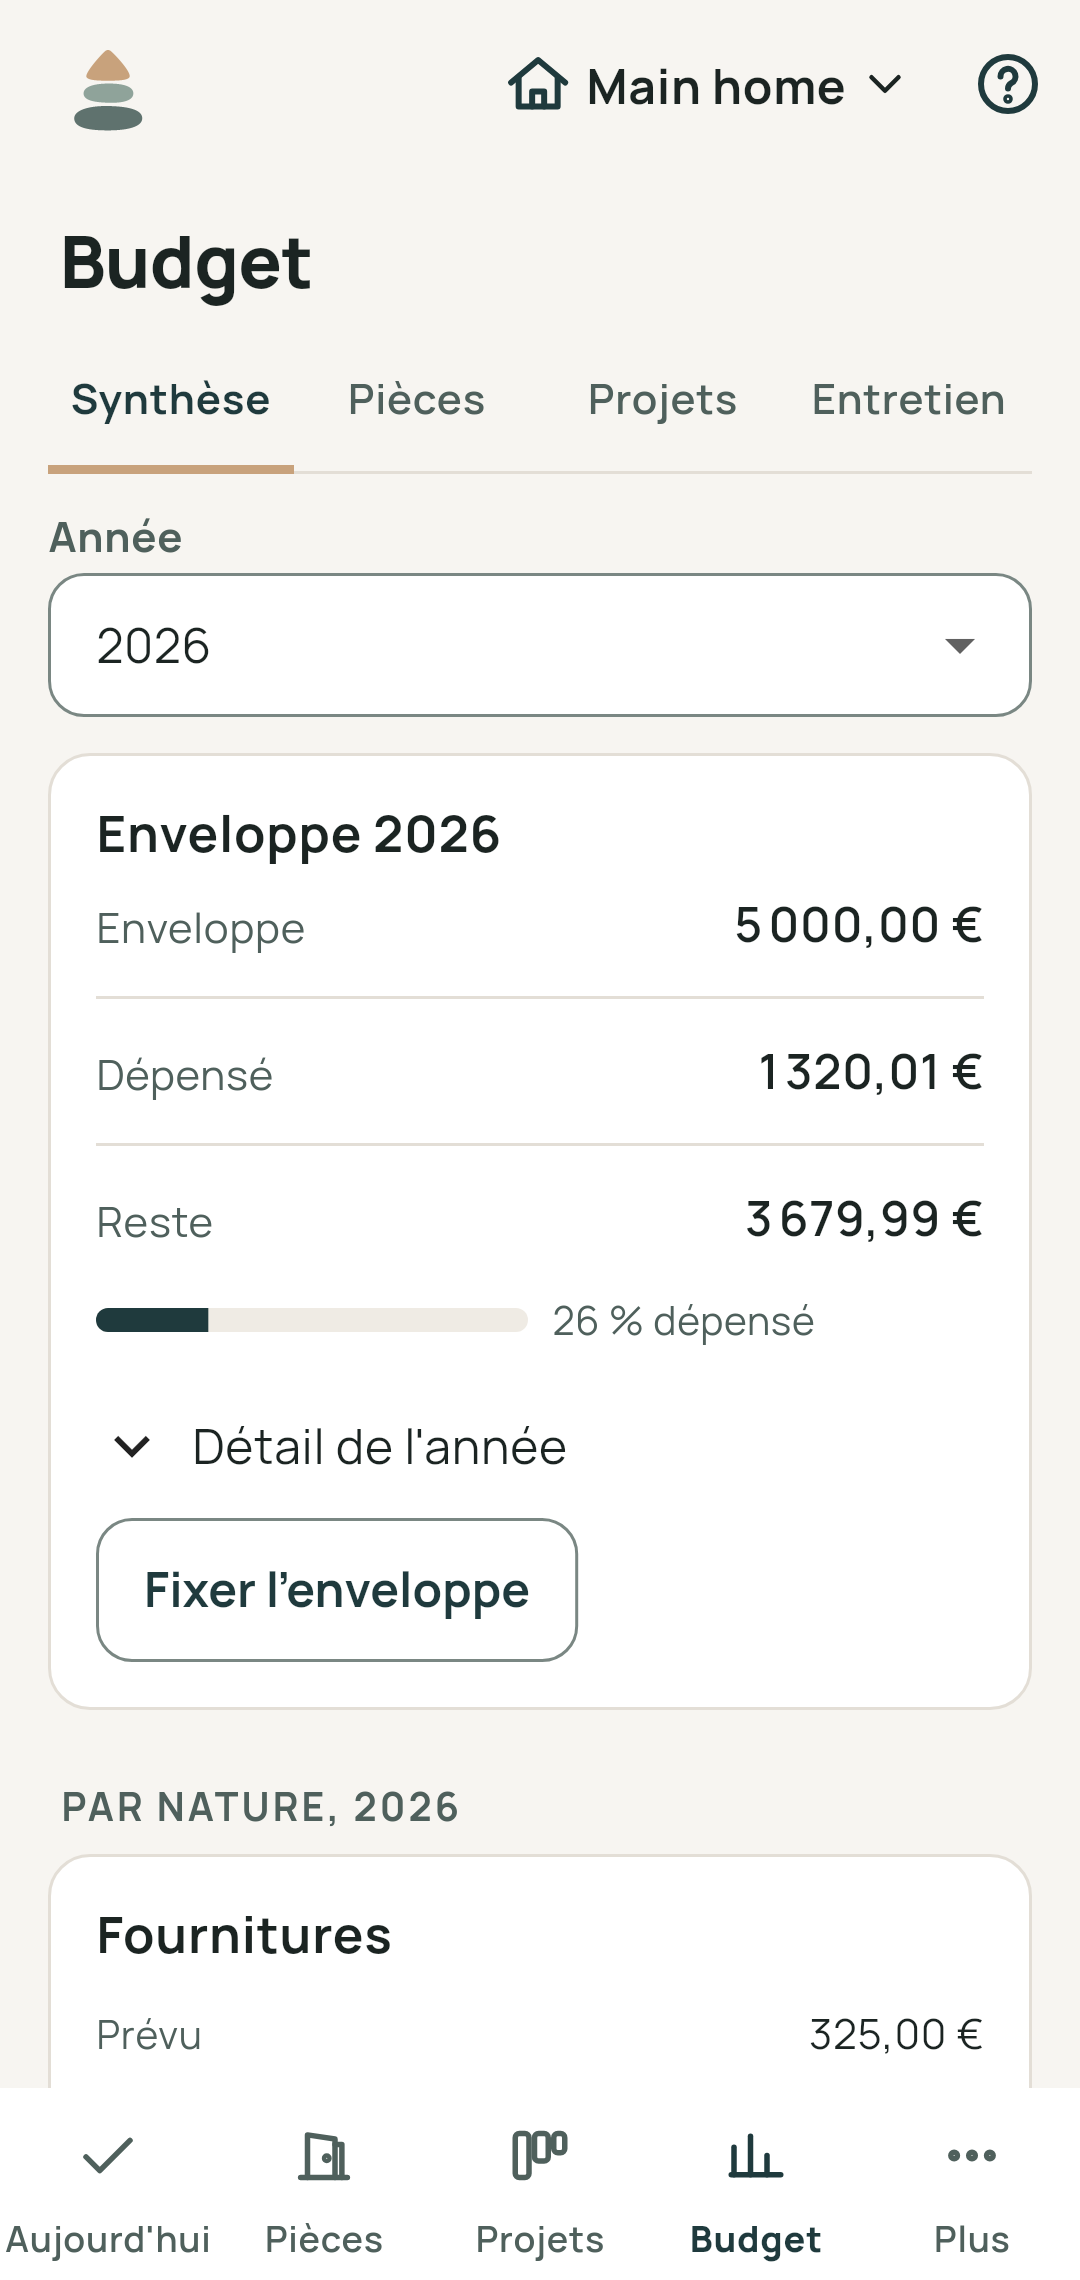 Main home
Budget
Synthèse Pièces Projets Entretien
Année
2026
Enveloppe 2026
Enveloppe 5 000,00 €
Dépensé 1 320,01 €
Reste 3 679,99 €
26 % dépensé
Détail de l'année
Fixer l’enveloppe
PAR NATURE, 2026
Fournitures
Prévu 325,00 €
Aujourd'hui Pièces Projets Budget Plus